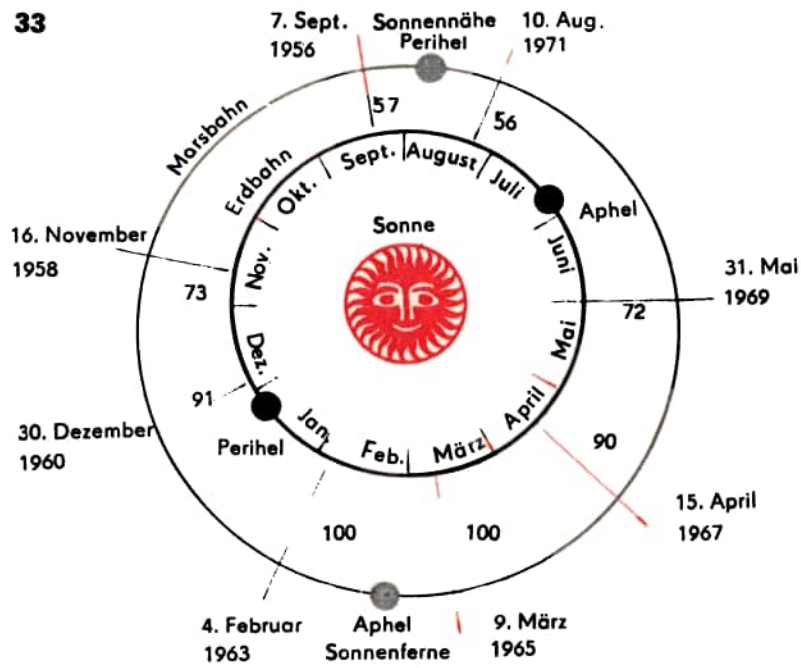 33
7. Sept.
1956
Sonnennähe
Perihel
10. Aug.
1971
57
56
Marsbahn
Erdbahn
Okt.
Sept.
August
Juli
Aphel
16. November
1958
Nov.
Sonne
Juni
31. Mai
1969
73
72
Dez.
Mai
91
30. Dezember
1960
Perihel
Jan.
Feb.
März
April
90
15. April
1967
100
100
4. Februar
1963
Aphel
Sonnenferne
9. März
1965